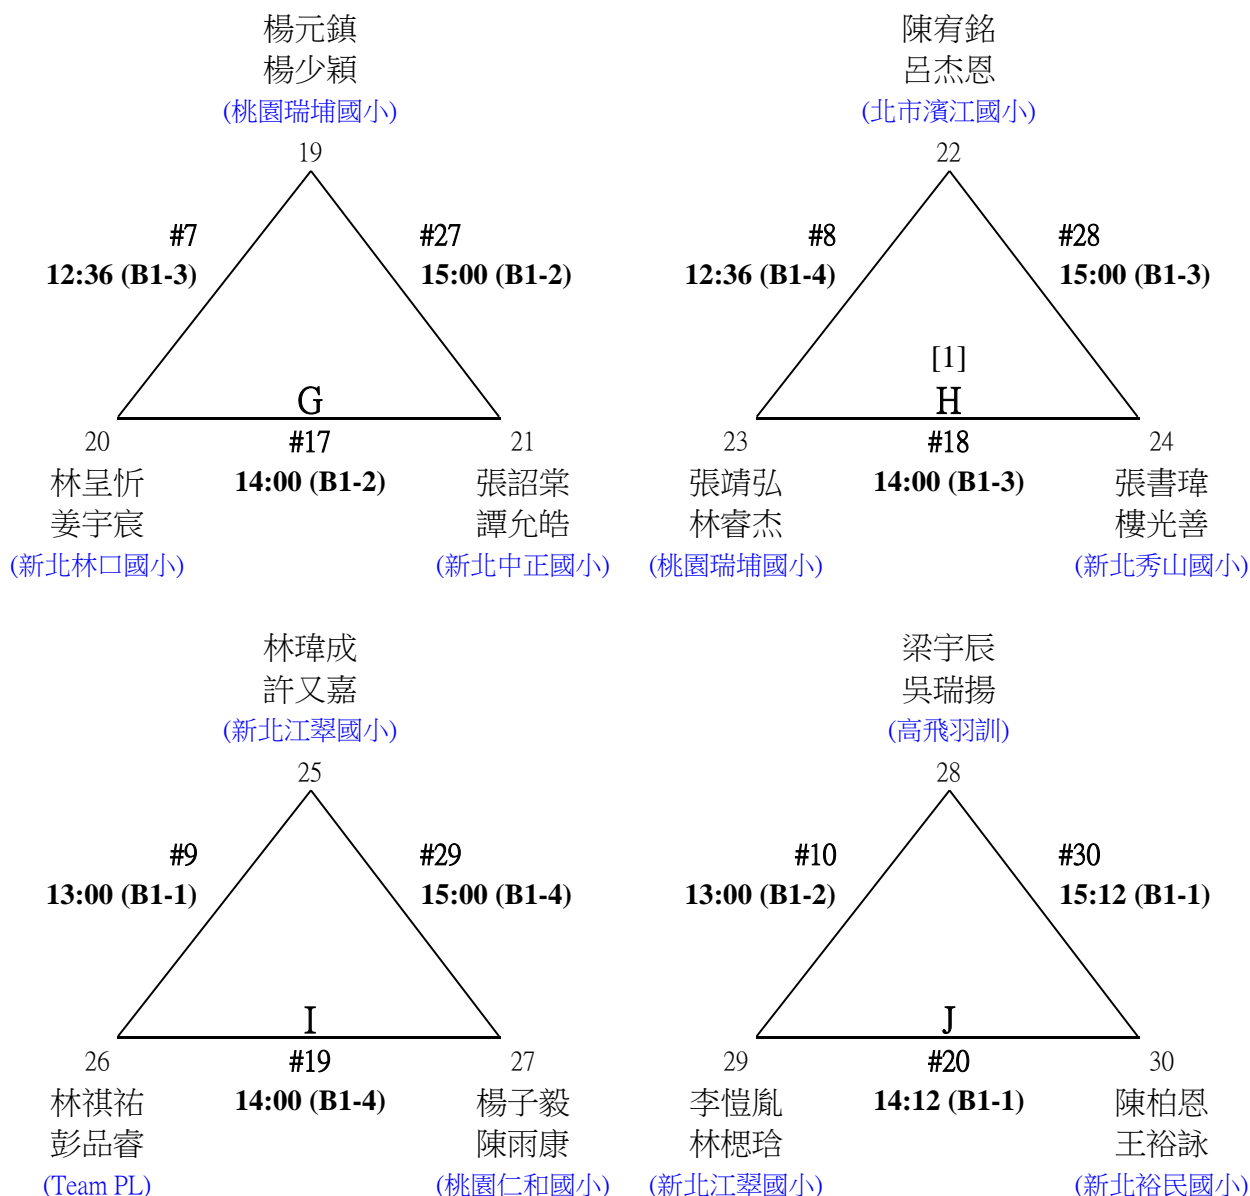 楊元鎮
楊少穎
(桃園瑞埔國小)
19
#7
12:36 (B1-3)
#27
15:00 (B1-2)
G
20
#17
21
林呈忻
姜宇宸
(新北林口國小)
14:00 (B1-2)
張詔棠
譚允皓
(新北中正國小)
陳宥銘
呂杰恩
(北市濱江國小)
22
#8
12:36 (B1-4)
#28
15:00 (B1-3)
[1]
H
23
#18
24
張靖弘
林睿杰
(桃園瑞埔國小)
14:00 (B1-3)
張書瑋
樓光善
(新北秀山國小)
林瑋成
許又嘉
(新北江翠國小)
25
#9
13:00 (B1-1)
#29
15:00 (B1-4)
I
26
#19
27
林祺祐
彭品睿
(Team PL)
14:00 (B1-4)
楊子毅
陳雨康
(桃園仁和國小)
梁宇辰
吳瑞揚
(高飛羽訓)
28
#10
13:00 (B1-2)
#30
15:12 (B1-1)
J
29
#20
30
李愷胤
林楒琀
(新北江翠國小)
14:12 (B1-1)
陳柏恩
王裕詠
(新北裕民國小)